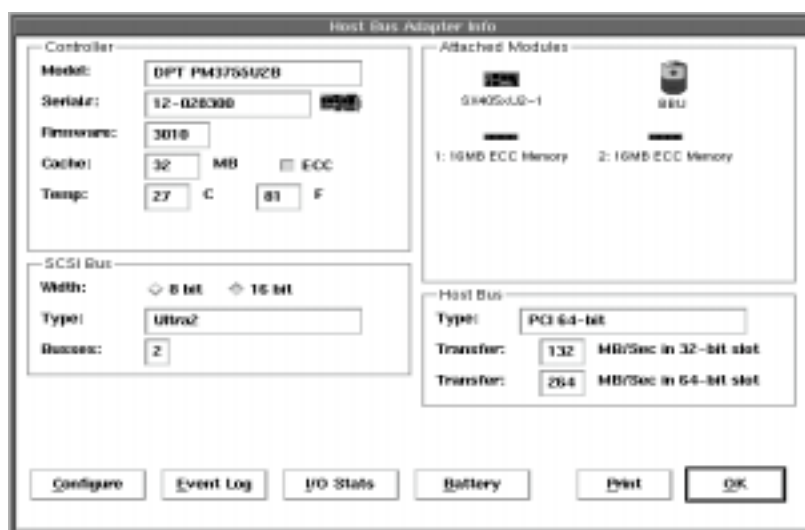 Host Bus Adapter Info
Controller
Model: DPT PM3755U2B
Serial#: 12-028300
Firmware: 3010
Cache: 32 MB ECC
Temp: 27 C 81 F
Attached Modules
SX405xU2-1
BBU
1: 16MB ECC Memory
2: 16MB ECC Memory
SCSI Bus
Width: 8 bit 16 bit
Type: Ultra2
Busses: 2
Host Bus
Type: PCI 64-bit
Transfer: 132 MB/Sec in 32-bit slot
Transfer: 264 MB/Sec in 64-bit slot
Configure
Event Log
I/O Stats
Battery
Print
OK